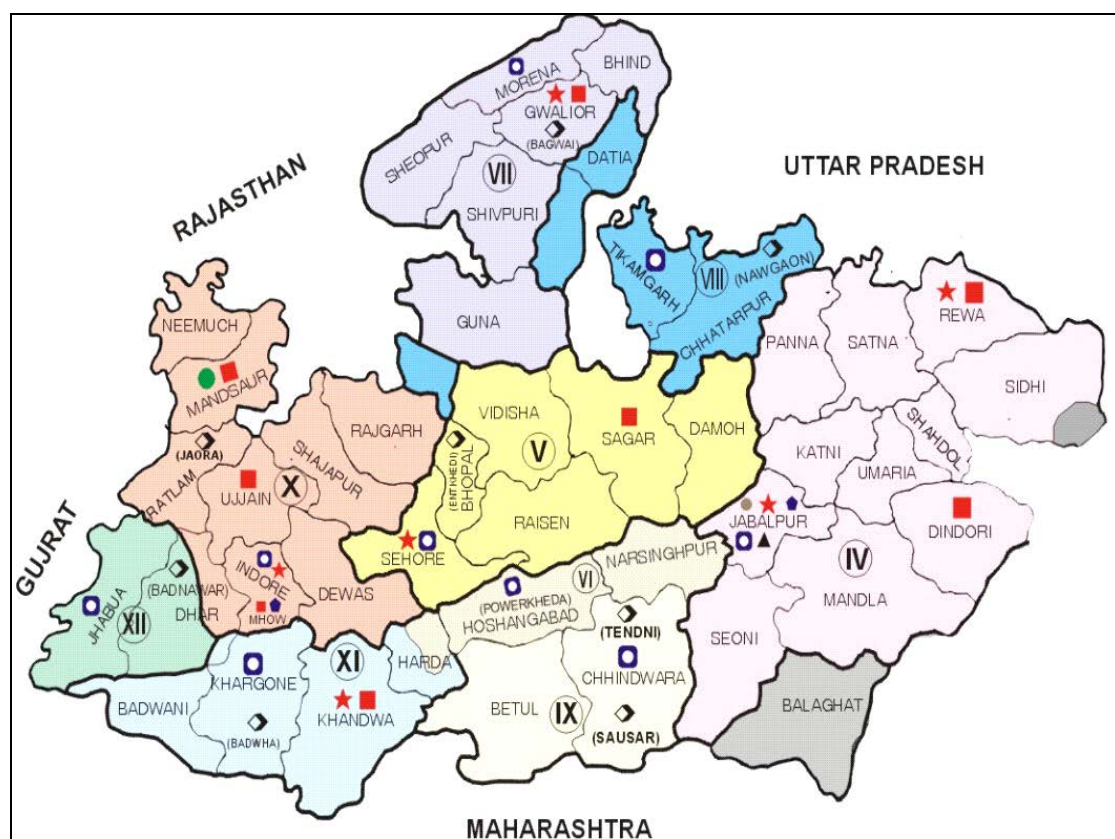 MORENA
BHIND
GWALIOR
(BAGWAI)
SHEOPUR
DATIA
VII
SHIVPURI
RAJASTHAN
UTTAR PRADESH
TIKAMGARH
VIII
(NAWGAON)
CHHATARPUR
GUNA
NEEMUCH
MANDSAUR
PANNA
SATNA
REWA
SIDHI
VIDISHA
SAGAR
DAMOH
RAJGARH
SHAJAPUR
(JAORA)
RATLAM
UJJAIN
X
(ENTKHEDI)
BHOPAL
V
RAISEN
KATNI
UMARIA
SHAHDOL
JABALPUR
DINDORI
GUJRAT
INDORE
MHOW
DEWAS
SEHORE
NARSINGHPUR
IV
MANDLA
JHABUA
XII
(BADNAWAR)
DHAR
(POWERKHEDA)
VI
HOSHANGABAD
(TENDNI)
SEONI
BADWANI
KHARGONE
(BADWHA)
XI
KHANDWA
HARDA
BETUL
IX
CHHINDWARA
(SAUSAR)
BALAGHAT
MAHARASHTRA